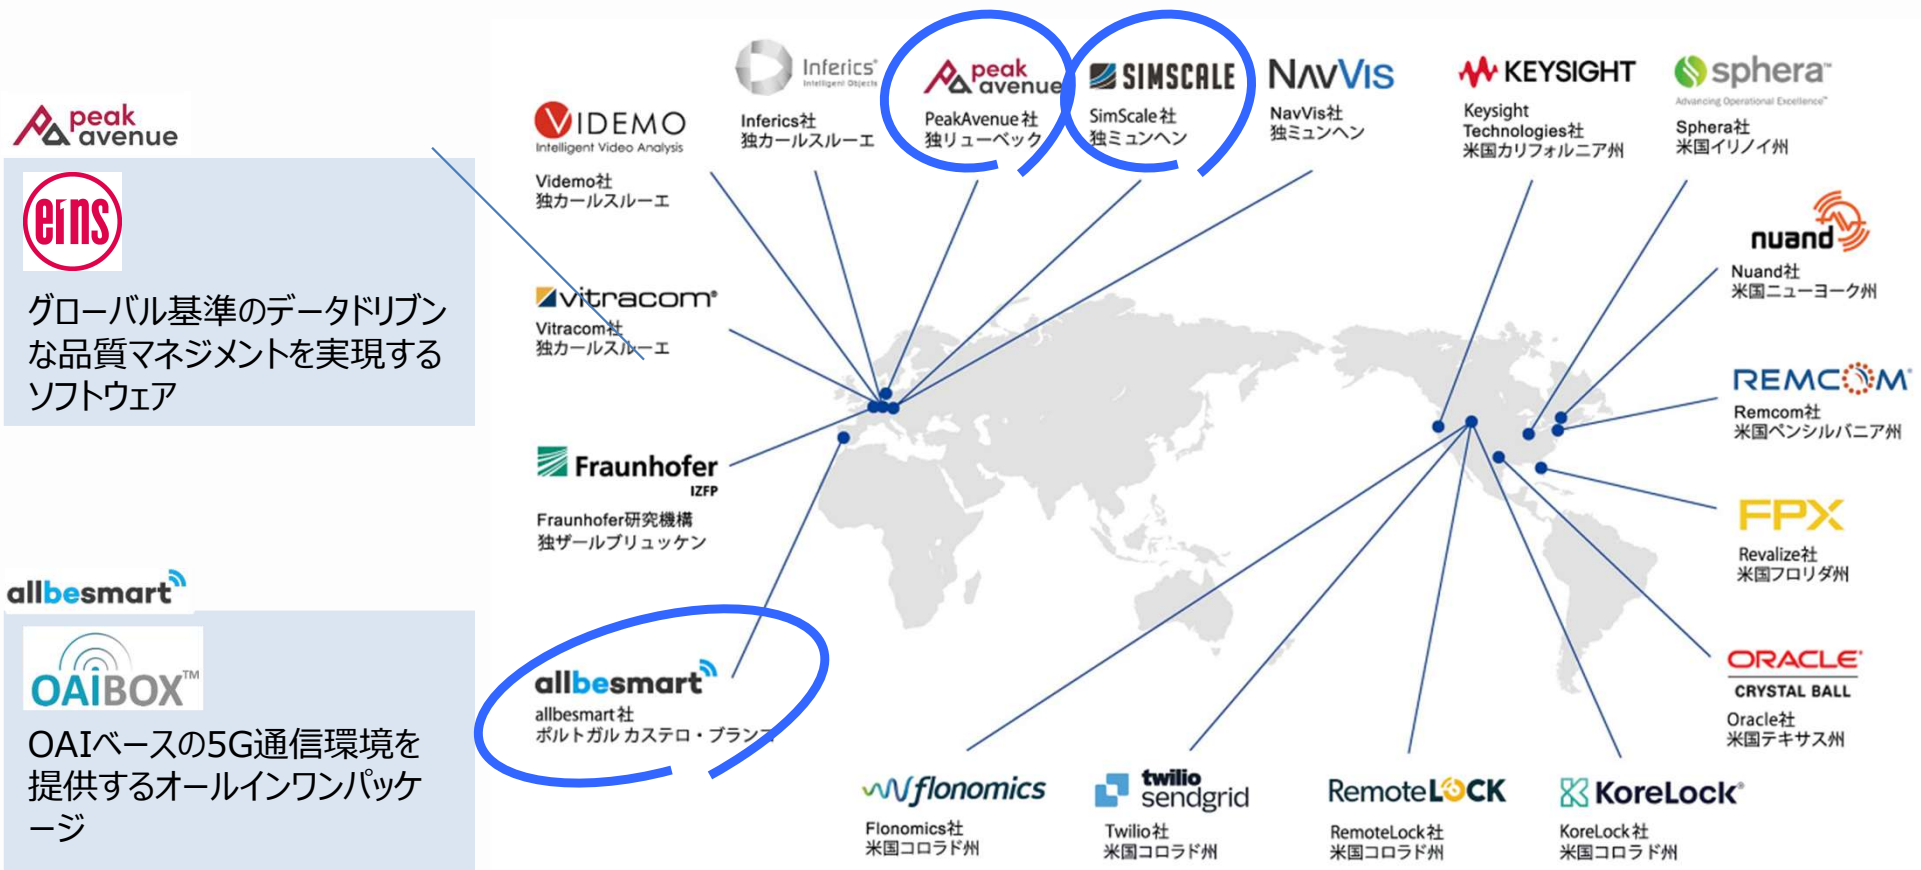 peak
avenue
eins
グローバル基準のデータドリブン
な品質マネジメントを実現する
ソフトウェア
allbesmart
OAIBOX™
OAIベースの5G通信環境を
提供するオールインワンパッケ
ージ
VIDEMO
Intelligent Video Analysis
Videmo社
独カールスルーエ
Inferics®
Intelligent Objects
Inferics社
独カールスルーエ
peak
avenue
PeakAvenue社
独リューベック
SIMSCALE
SimScale社
独ミュンヘン
NAVVIS
NavVis社
独ミュンヘン
KEYSIGHT
Keysight
Technologies社
米国カリフォルニア州
sphera™
Advancing Operational Excellence™
Sphera社
米国イリノイ州
nuand
Nuand社
米国ニューヨーク州
vitracom®
Vitracom社
独カールスルーエ
REMCOM®
Remcom社
米国ペンシルバニア州
Fraunhofer
IZFP
Fraunhofer研究機構
独ザールブリュッケン
FPX
Revalize社
米国フロリダ州
allbesmart
allbesmart社
ポルトガル カステロ・ブランコ
ORACLE®
CRYSTAL BALL
Oracle社
米国テキサス州
flonomics
Flonomics社
米国コロラド州
twilio
sendgrid
Twilio社
米国コロラド州
RemoteLOCK
RemoteLock社
米国コロラド州
KoreLock®
KoreLock社
米国コロラド州